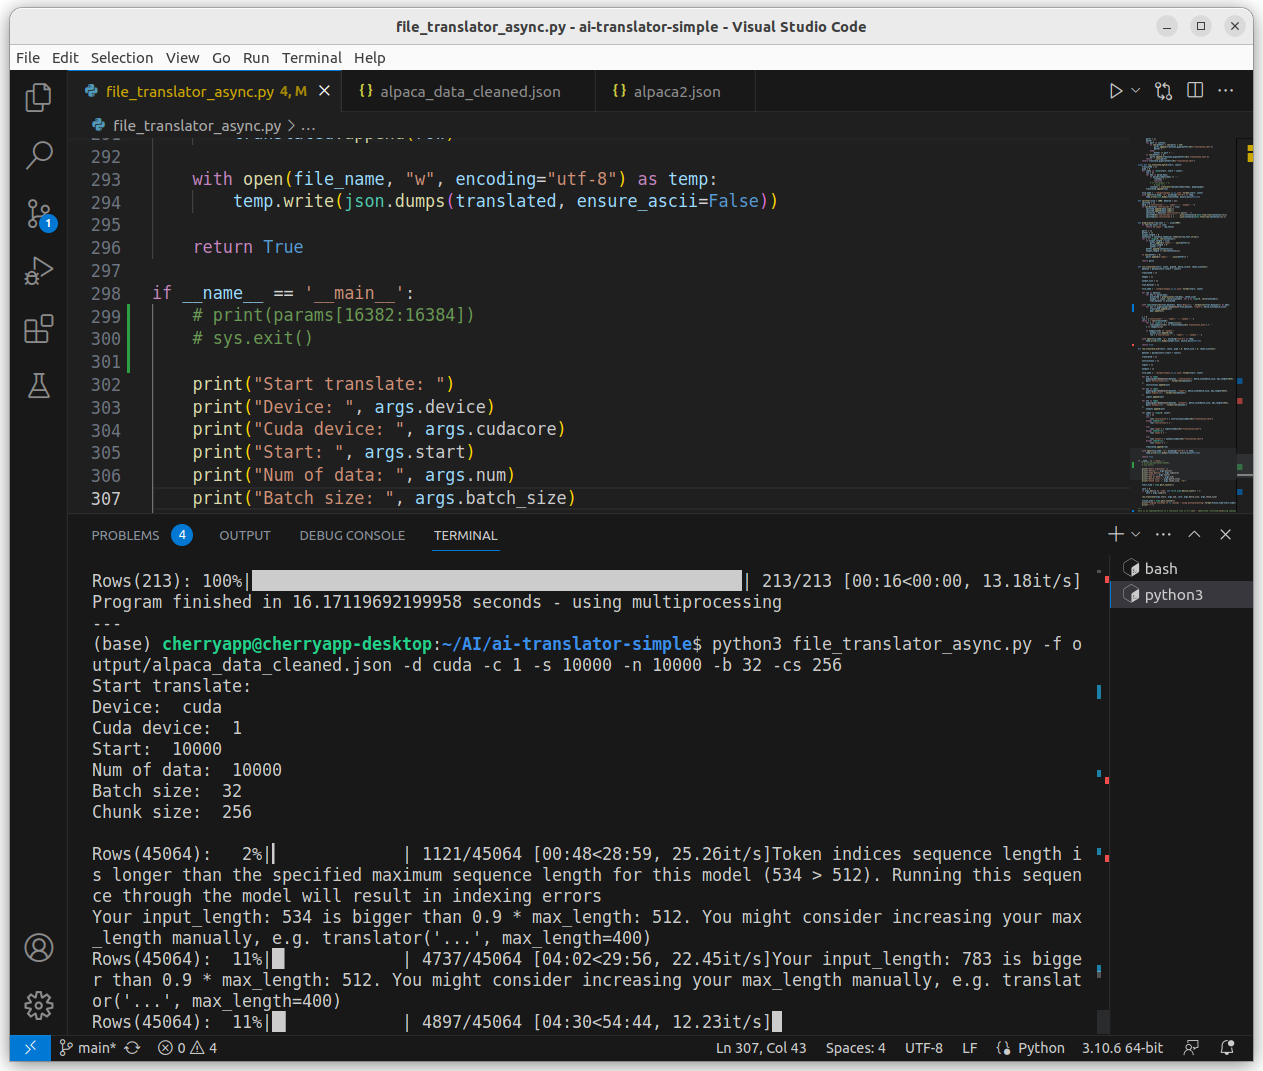 file_translator_async.py - ai-translator-simple - Visual Studio Code
File Edit Selection View Go Run Terminal Help
file_translator_async.py 4, M
alpaca_data_cleaned.json
alpaca2.json
file_translator_async.py > ...
292
293 with open(file_name, "w", encoding="utf-8") as temp:
294 temp.write(json.dumps(translated, ensure_ascii=False))
295
296 return True
297
298 if __name__ == '__main__':
299 # print(params[16382:16384])
300 # sys.exit()
301
302 print("Start translate: ")
303 print("Device: ", args.device)
304 print("Cuda device: ", args.cudacore)
305 print("Start: ", args.start)
306 print("Num of data: ", args.num)
307 print("Batch size: ", args.batch_size)
PROBLEMS 4 OUTPUT DEBUG CONSOLE TERMINAL
bash
python3
Rows(213): 100%| | 213/213 [00:16<00:00, 13.18it/s]
Program finished in 16.17119692199958 seconds - using multiprocessing
---
(base) cherryapp@cherryapp-desktop:~/AI/ai-translator-simple$ python3 file_translator_async.py -f o
utput/alpaca_data_cleaned.json -d cuda -c 1 -s 10000 -n 10000 -b 32 -cs 256
Start translate:
Device:  cuda
Cuda device:  1
Start:  10000
Num of data:  10000
Batch size:  32
Chunk size:  256
Rows(45064):   2%| | 1121/45064 [00:48<28:59, 25.26it/s]Token indices sequence length i
s longer than the specified maximum sequence length for this model (534 > 512). Running this sequen
ce through the model will result in indexing errors
Your input_length: 534 is bigger than 0.9 * max_length: 512. You might consider increasing your max
_length manually, e.g. translator('...', max_length=400)
Rows(45064):  11%| | 4737/45064 [04:02<29:56, 22.45it/s]Your input_length: 783 is bigge
r than 0.9 * max_length: 512. You might consider increasing your max_length manually, e.g. translat
or('...', max_length=400)
Rows(45064):  11%| | 4897/45064 [04:30<54:44, 12.23it/s]
1
main* 0 4 Ln 307, Col 43 Spaces: 4 UTF-8 LF Python 3.10.6 64-bit